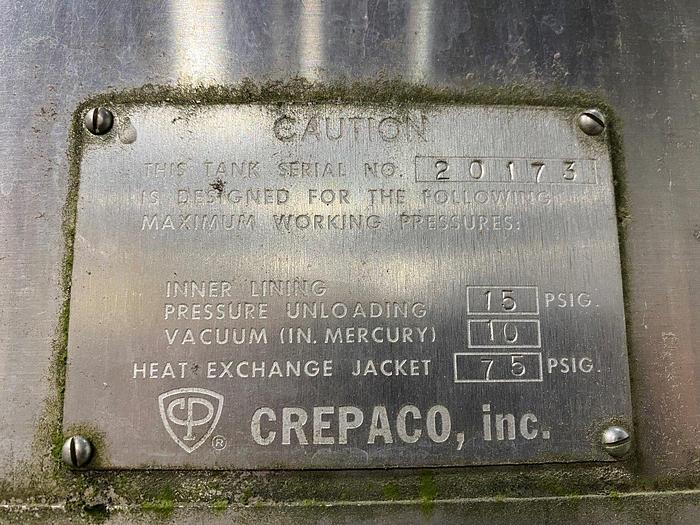 CAUTION
THIS TANK SERIAL NO. 20173
IS DESIGNED FOR THE FOLLOWING
MAXIMUM WORKING PRESSURES:
INNER LINING
PRESSURE UNLOADING 15 PSIG.
VACUUM (IN. MERCURY) 10
HEAT EXCHANGE JACKET 75 PSIG.
CP ® CREPACO, inc.